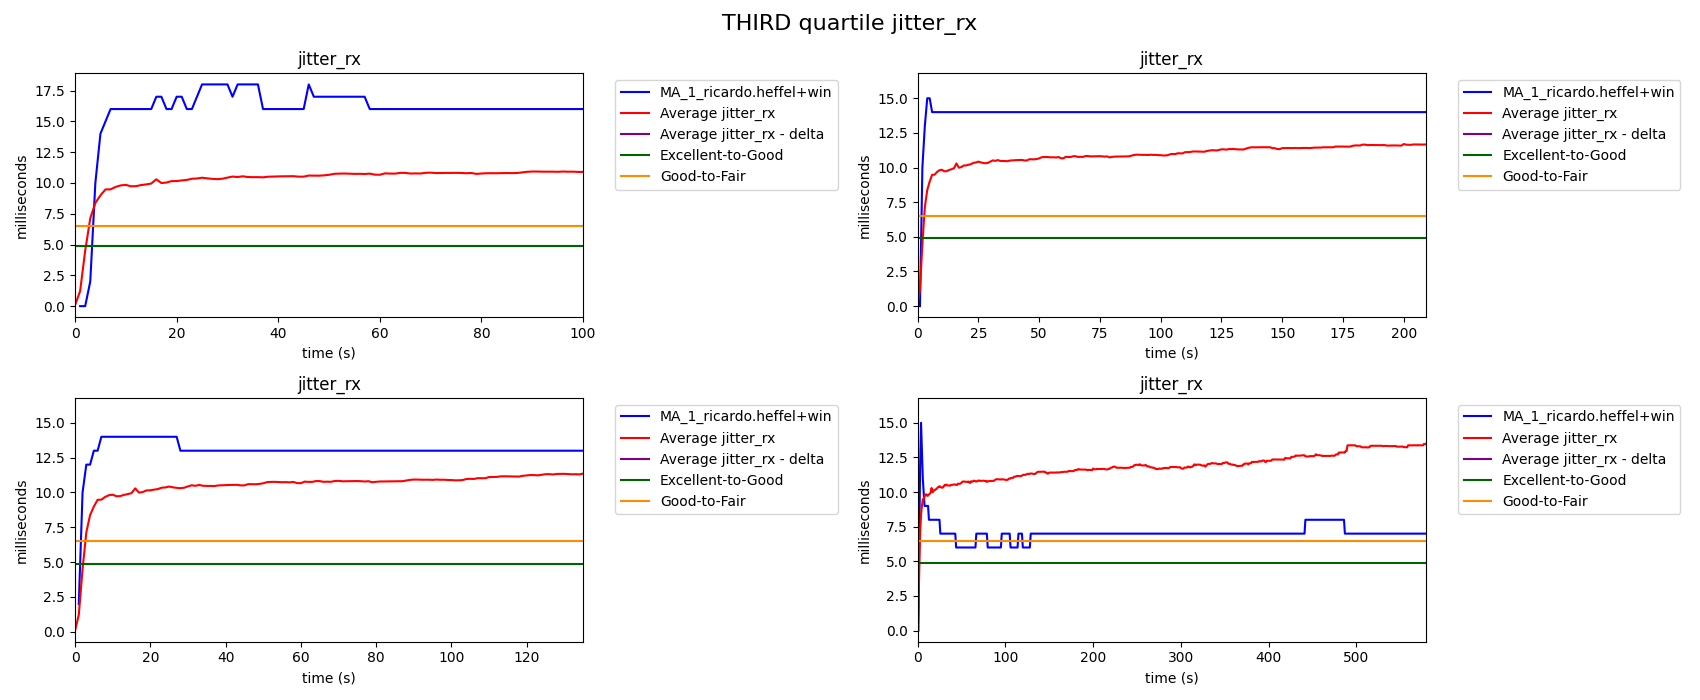 THIRD quartile jitter_rx
jitter_rx
17.5
15.0
12.5
10.0
7.5
5.0
2.5
0.0
milliseconds
0 20 40 60 80 100
time (s)
MA_1_ricardo.heffel+win
Average jitter_rx
Average jitter_rx - delta
Excellent-to-Good
Good-to-Fair
jitter_rx
15.0
12.5
10.0
7.5
5.0
2.5
0.0
milliseconds
0 25 50 75 100 125 150 175 200
time (s)
MA_1_ricardo.heffel+win
Average jitter_rx
Average jitter_rx - delta
Excellent-to-Good
Good-to-Fair
jitter_rx
15.0
12.5
10.0
7.5
5.0
2.5
0.0
milliseconds
0 20 40 60 80 100 120
time (s)
MA_1_ricardo.heffel+win
Average jitter_rx
Average jitter_rx - delta
Excellent-to-Good
Good-to-Fair
jitter_rx
15.0
12.5
10.0
7.5
5.0
2.5
0.0
milliseconds
0 100 200 300 400 500
time (s)
MA_1_ricardo.heffel+win
Average jitter_rx
Average jitter_rx - delta
Excellent-to-Good
Good-to-Fair